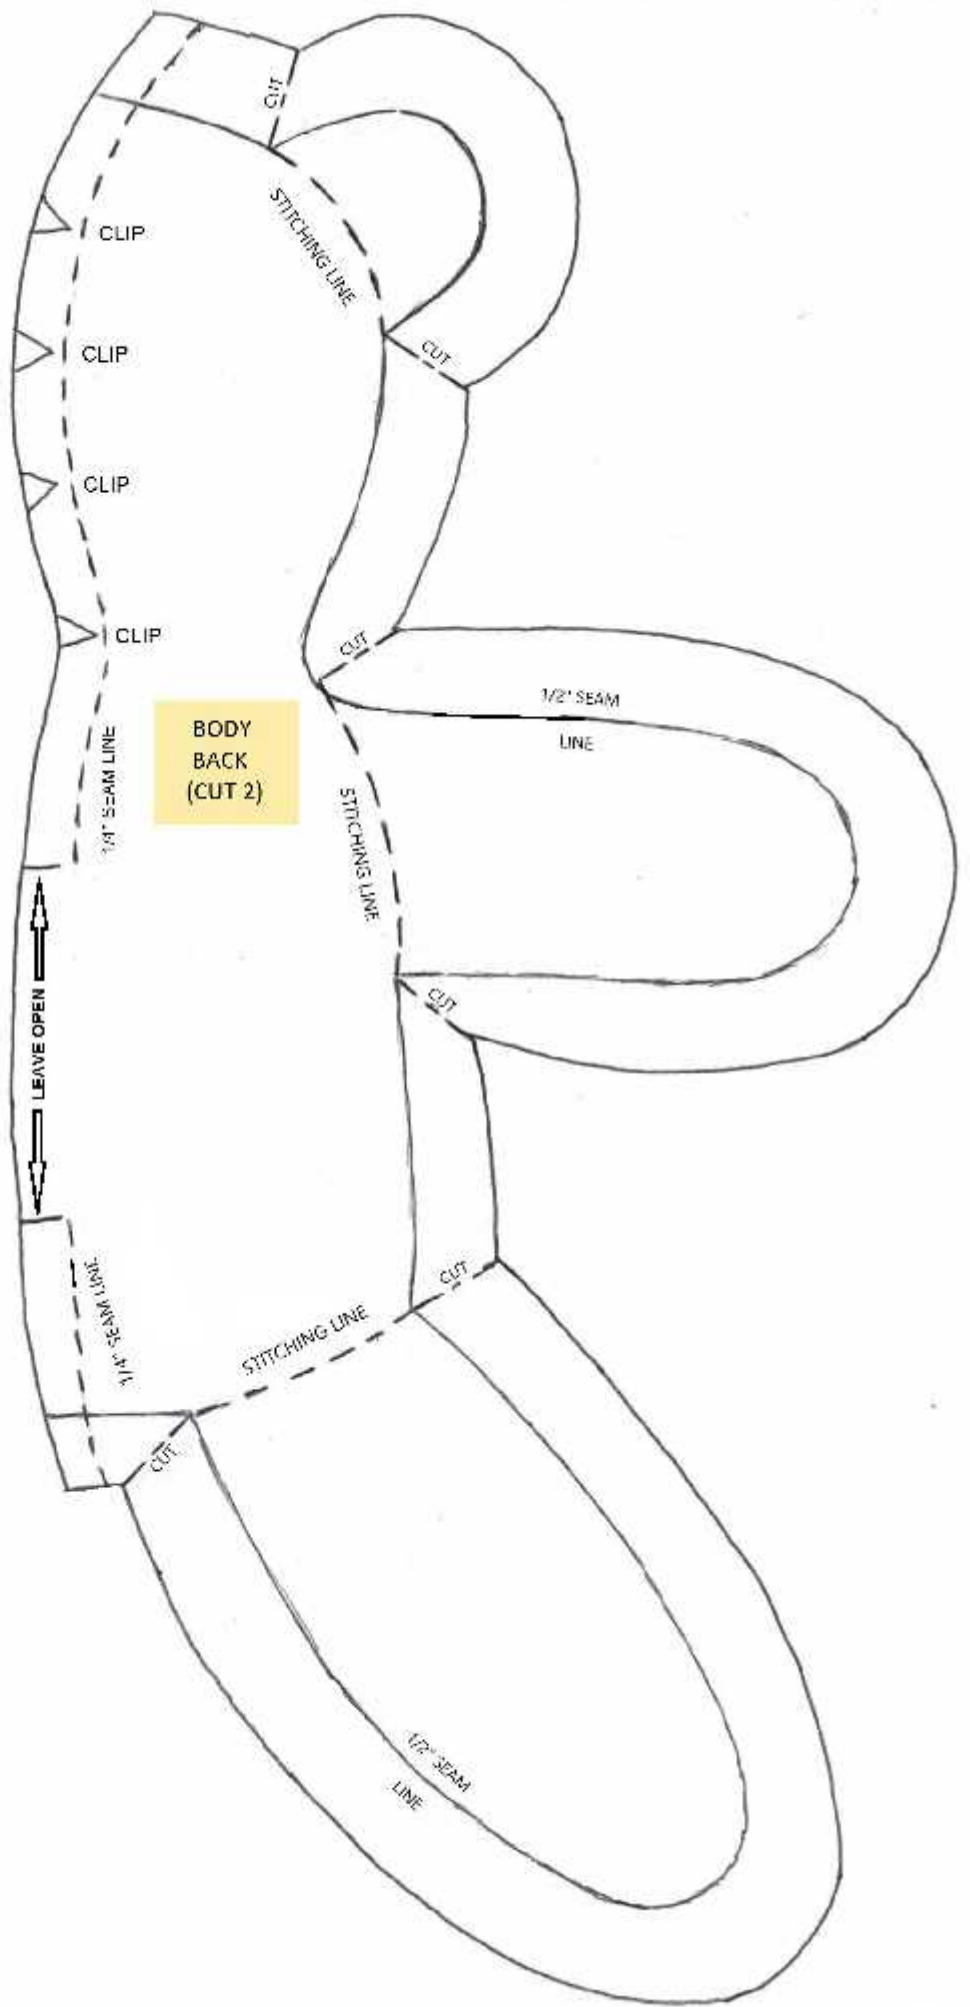 CUT
STITCHING LINE
CLIP
CLIP
CUT
CLIP
CLIP
CUT
1/2" SEAM
LINE
BODY
BACK
(CUT 2)
1/4" SEAM LINE
STITCHING LINE
LEAVE OPEN
CUT
CUT
1/4" SEAM LINE
STITCHING LINE
CUT
1/2" SEAM
LINE